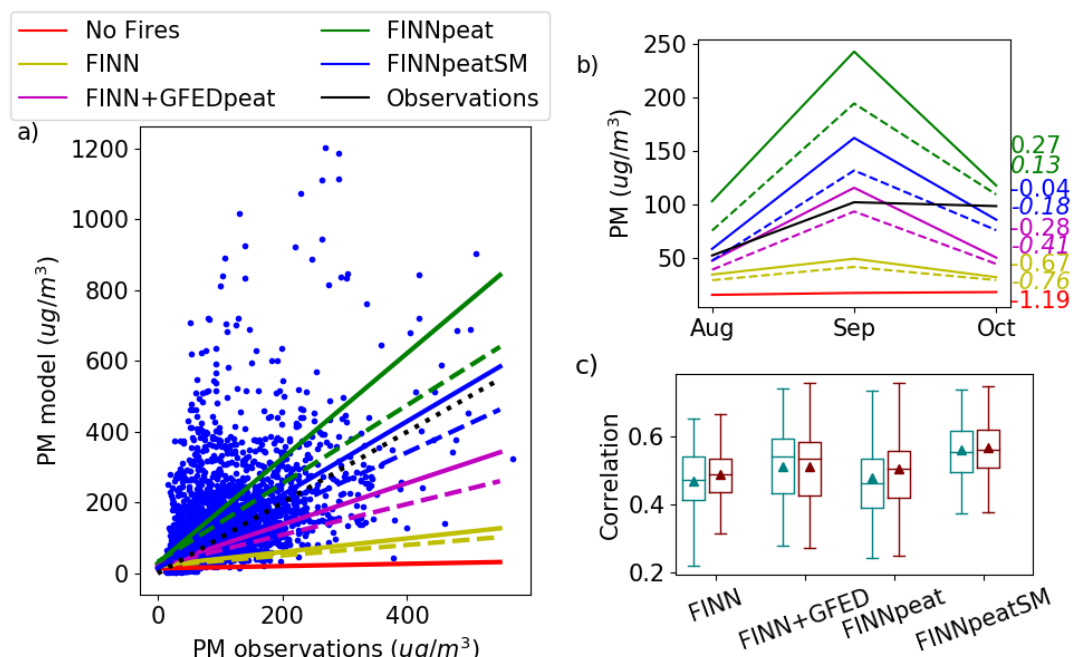 No Fires
FINN
FINN+GFEDpeat
FINNpeat
FINNpeatSM
Observations
a)
1200
1000
800
600
400
200
0
PM model (ug/m³)
0
200
400
PM observations (ug/m³)
b)
250
200
150
100
50
PM (ug/m³)
Aug
Sep
Oct
0.27
0.13
-0.04
-0.18
-0.28
-0.41
-0.67
-0.76
-1.19
c)
0.6
0.4
0.2
Correlation
FINN
FINN+GFED
FINNpeat
FINNpeatSM